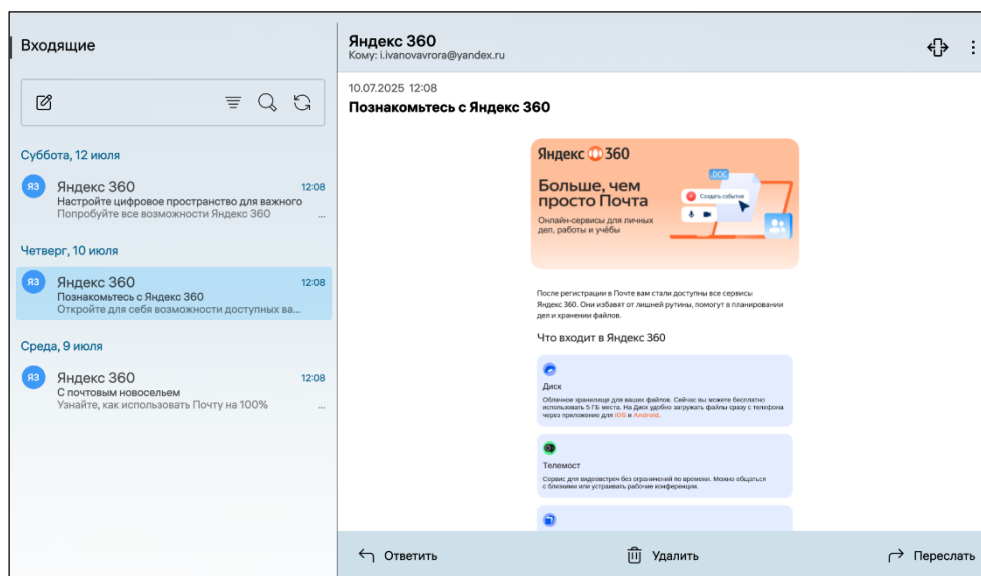 Входящие
Суббота, 12 июля
ЯЗ
Яндекс 360
12:08
Настройте цифровое пространство для важного
Попробуйте все возможности Яндекс 360
...
Четверг, 10 июля
ЯЗ
Яндекс 360
12:08
Познакомьтесь с Яндекс 360
Откройте для себя возможности доступных ва...
Среда, 9 июля
ЯЗ
Яндекс 360
12:08
С почтовым новосельем
Узнайте, как использовать Почту на 100%
...
Яндекс 360
Кому: i.ivanovavrora@yandex.ru
10.07.2025 12:08
Познакомьтесь с Яндекс 360
Яндекс 360
Больше, чем
просто Почта
Онлайн-сервисы для личных
дел, работы и учёбы
.DOC
Создать событие
После регистрации в Почте вам стали доступны все сервисы
Яндекс 360. Они избавят от лишней рутины, помогут в планировании
дел и хранении файлов.
Что входит в Яндекс 360
Диск
Облачное хранилище для ваших файлов. Сейчас вы можете бесплатно
использовать 5 ГБ места. На Диск удобно загружать файлы сразу с телефона
через приложение для iOS и Android.
Телемост
Сервис для видеовстреч без ограничений по времени. Можно общаться
с близкими или устраивать рабочие конференции.
Ответить
Удалить
Переслать